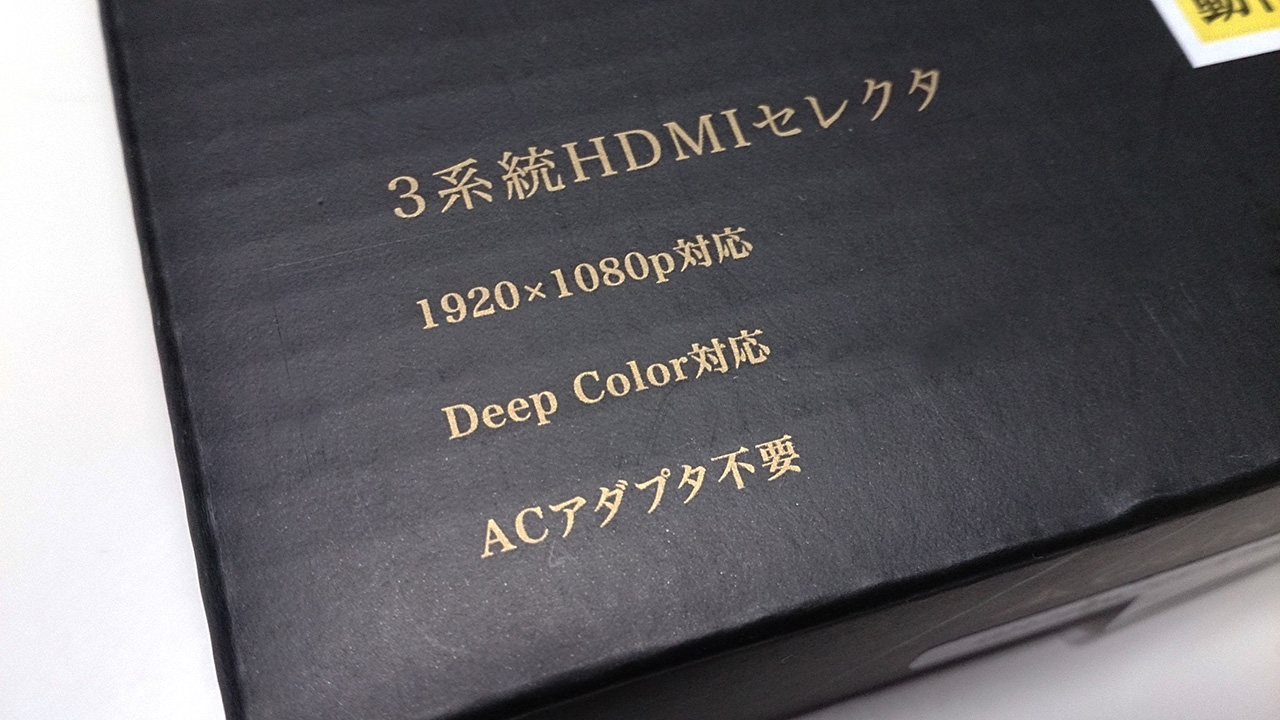 3系統HDMIセレクタ
1920×1080p対応
Deep Color対応
ACアダプタ不要